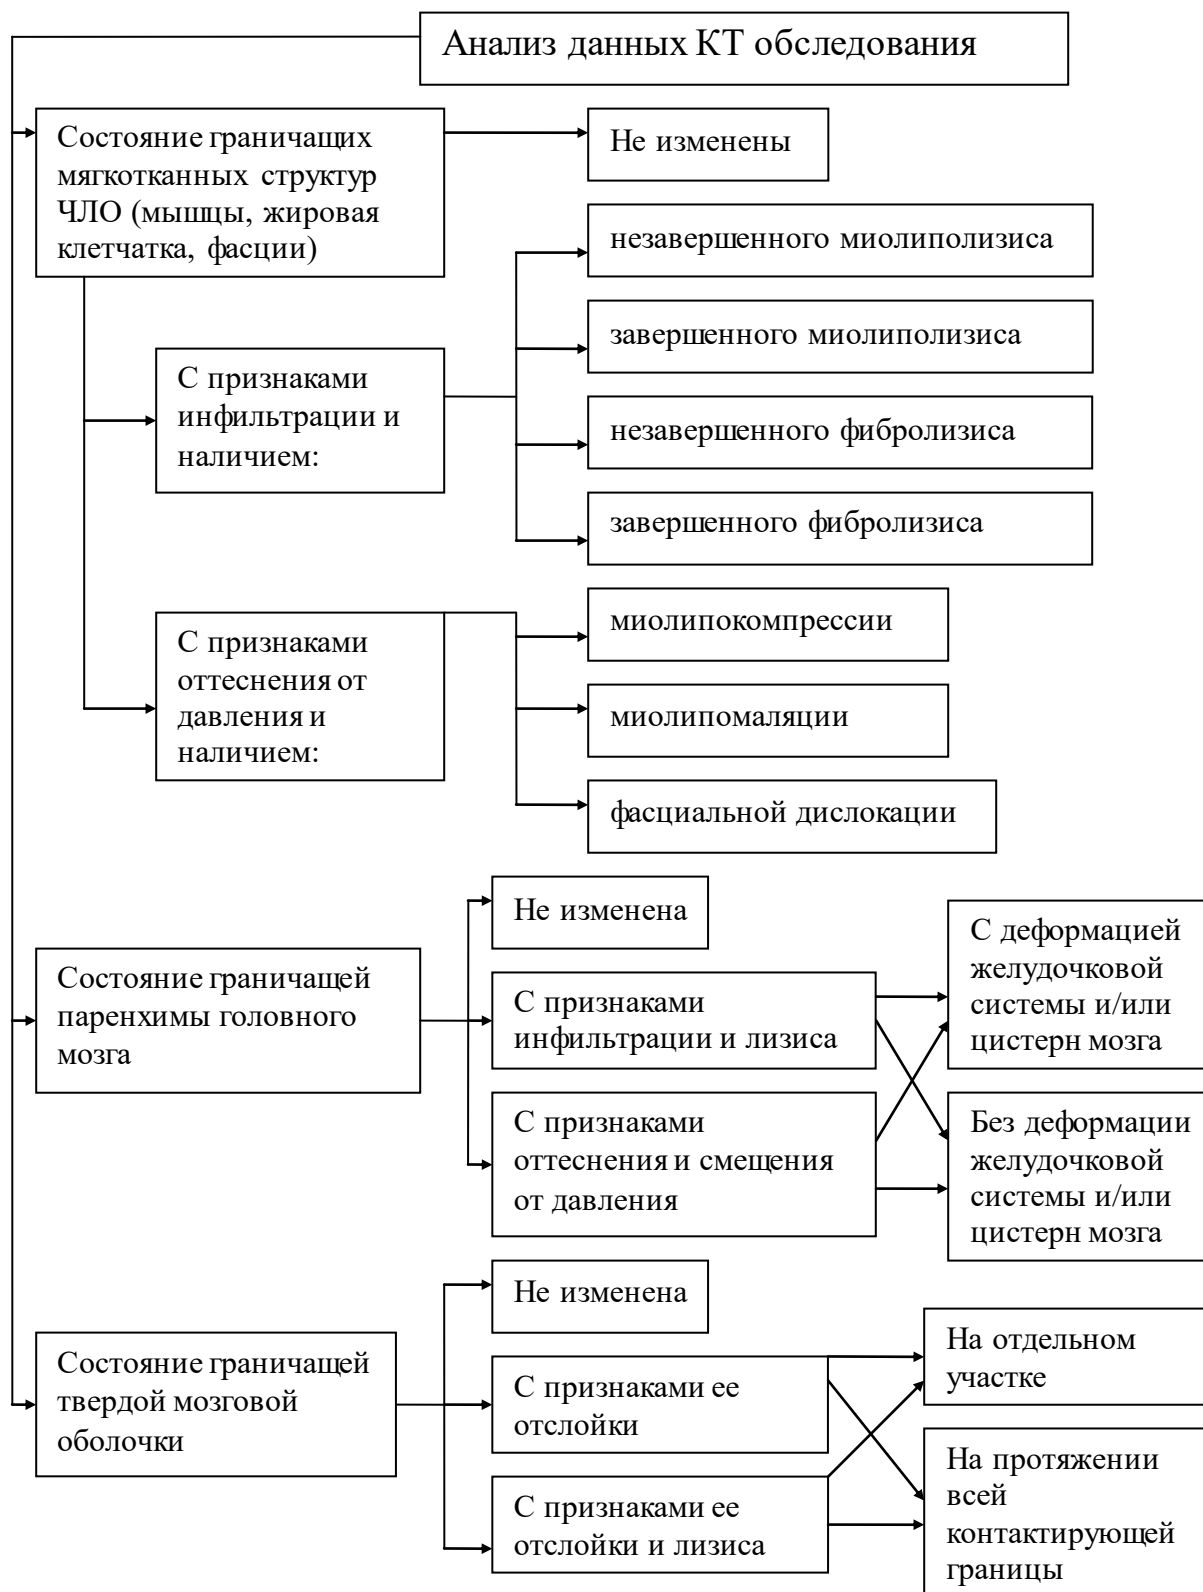 Анализ данных КТ обследования
Состояние граничащих
мягкотканных структур
ЧЛО (мышцы, жировая
клетчатка, фасции)
Не изменены
С признаками
инфильтрации и
наличием:
незавершенного миолиполизиса
завершенного миолиполизиса
незавершенного фибролизиса
завершенного фибролизиса
С признаками
оттеснения от
давления и
наличием:
миолипокомпрессии
миолипомаляции
фасциальной дислокации
Состояние граничащей
паренхимы головного
мозга
Не изменена
С признаками
инфильтрации и лизиса
С признаками
оттеснения и смещения
от давления
С деформацией
желудочковой
системы и/или
цистерн мозга
Без деформации
желудочковой
системы и/или
цистерн мозга
Состояние граничащей
твердой мозговой
оболочки
Не изменена
С признаками ее
отслойки
С признаками ее
отслойки и лизиса
На отдельном
участке
На протяжении
всей
контактирующей
границы